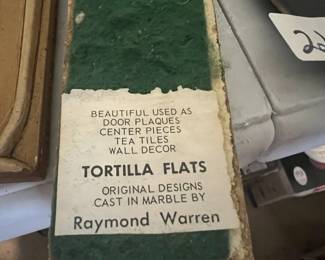 BEAUTIFUL USED AS
DOOR PLAQUES
CENTER PIECES
TEA TILES
WALL DECOR
TORTILLA FLATS
ORIGINAL DESIGNS
CAST IN MARBLE BY
Raymond Warren